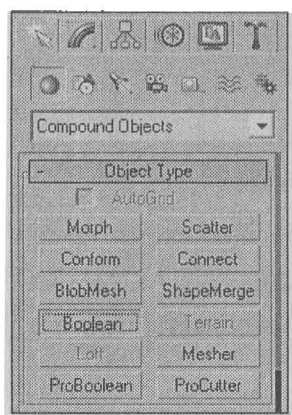 Compound Objects
- Object Type
AutoGrid
Morph Scatter
Conform Connect
BlobMesh ShapeMerge
Boolean Terrain
Loft Mesher
ProBoolean ProCutter